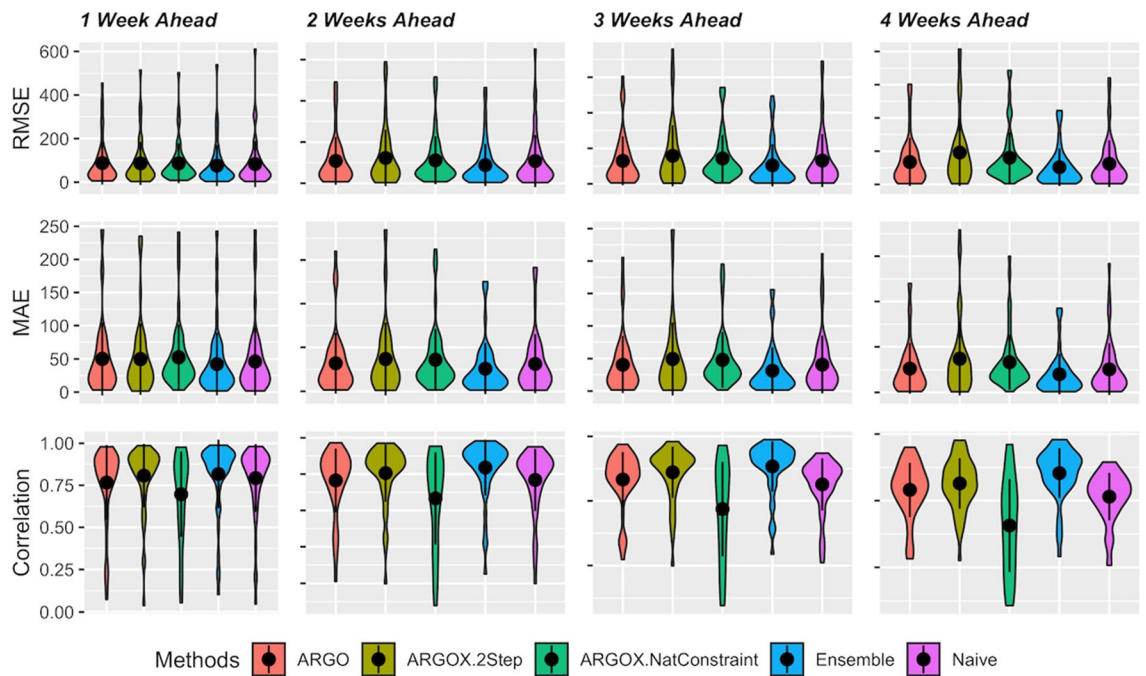 1 Week Ahead
2 Weeks Ahead
3 Weeks Ahead
4 Weeks Ahead
RMSE
600
400
200
0
MAE
250
200
150
100
50
0
Correlation
1.00
0.75
0.50
0.25
0.00
Methods ARGO ARGOX.2Step ARGOX.NatConstraint Ensemble Naive